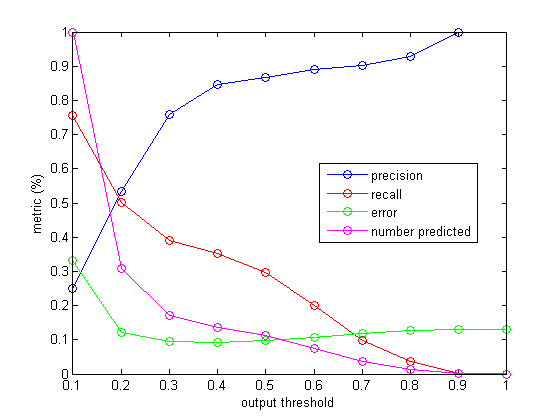 1
0.9
0.8
0.7
0.6
0.5
0.4
0.3
0.2
0.1
0
metric (%)
precision
recall
error
number predicted
0.1 0.2 0.3 0.4 0.5 0.6 0.7 0.8 0.9 1
output threshold